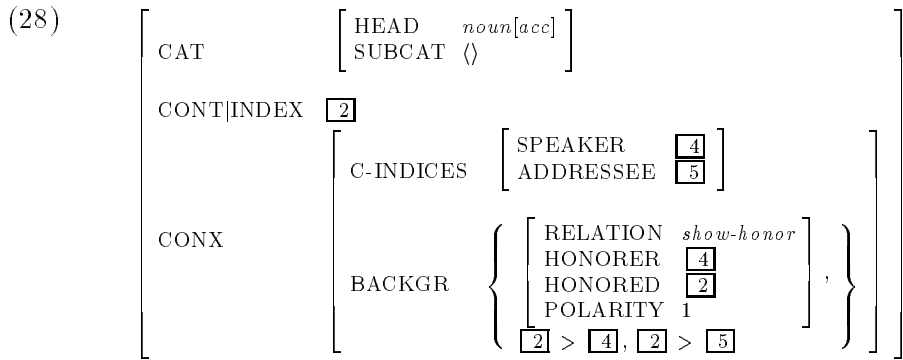 (28)
HEAD noun[acc]
CAT SUBCAT ⟨⟩
CONT|INDEX 2
SPEAKER 4
C-INDICES ADDRESSEE 5
RELATION show-honor
CONX HONORER 4
BACKGR HONORED 2 ,
POLARITY 1
2 > 4, 2 > 5